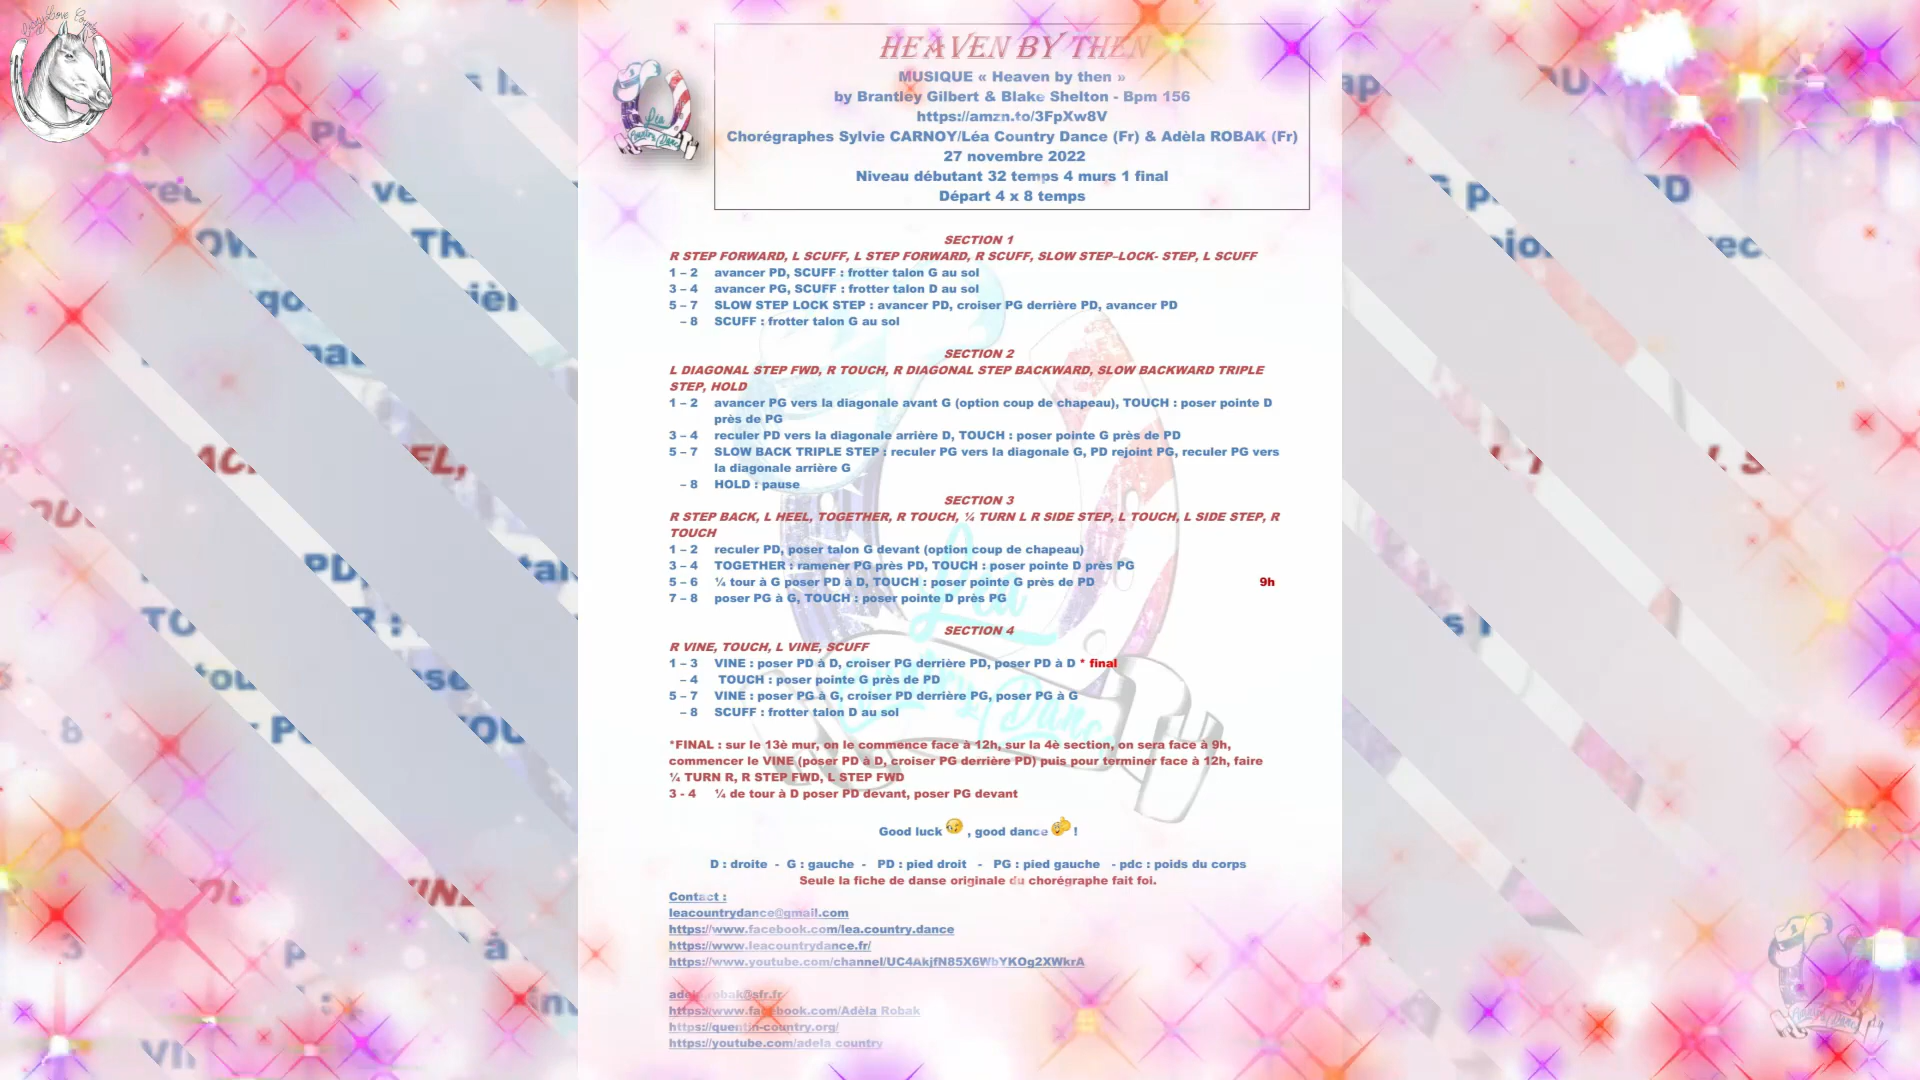 HEAVEN BY THEN
MUSIQUE « Heaven by then »
by Brantley Gilbert & Blake Shelton - Bpm 156
https://amzn.to/3FpXw8V
Chorégraphes Sylvie CARNOY/Léa Country Dance (Fr) & Adèla ROBAK (Fr)
27 novembre 2022
Niveau débutant 32 temps 4 murs 1 final
Départ 4 x 8 temps
SECTION 1
R STEP FORWARD, L SCUFF, L STEP FORWARD, R SCUFF, SLOW STEP–LOCK- STEP, L SCUFF
1 – 2 avancer PD, SCUFF : frotter talon G au sol
3 – 4 avancer PG, SCUFF : frotter talon D au sol
5 – 7 SLOW STEP LOCK STEP : avancer PD, croiser PG derrière PD, avancer PD
– 8 SCUFF : frotter talon G au sol
SECTION 2
L DIAGONAL STEP FWD, R TOUCH, R DIAGONAL STEP BACKWARD, SLOW BACKWARD TRIPLE
STEP, HOLD
1 – 2 avancer PG vers la diagonale avant G (option coup de chapeau), TOUCH : poser pointe D
près de PG
3 – 4 reculer PD vers la diagonale arrière D, TOUCH : poser pointe G près de PD
5 – 7 SLOW BACK TRIPLE STEP : reculer PG vers la diagonale G, PD rejoint PG, reculer PG vers
la diagonale arrière G
– 8 HOLD : pause
SECTION 3
R STEP BACK, L HEEL, TOGETHER, R TOUCH, ¼ TURN L R SIDE STEP, L TOUCH, L SIDE STEP, R
TOUCH
1 – 2 reculer PD, poser talon G devant (option coup de chapeau)
3 – 4 TOGETHER : ramener PG près PD, TOUCH : poser pointe D près PG
5 – 6 ¼ tour à G poser PD à D, TOUCH : poser pointe G près de PD 9h
7 – 8 poser PG à G, TOUCH : poser pointe D près PG
SECTION 4
R VINE, TOUCH, L VINE, SCUFF
1 – 3 VINE : poser PD à D, croiser PG derrière PD, poser PD à D * final
– 4 TOUCH : poser pointe G près de PD
5 – 7 VINE : poser PG à G, croiser PD derrière PG, poser PG à G
– 8 SCUFF : frotter talon D au sol
*FINAL : sur le 13è mur, on le commence face à 12h, sur la 4è section, on sera face à 9h,
commencer le VINE (poser PD à D, croiser PG derrière PD) puis pour terminer face à 12h, faire
¼ TURN R, R STEP FWD, L STEP FWD
3 - 4 ¼ de tour à D poser PD devant, poser PG devant
Good luck , good dance !
D : droite - G : gauche - PD : pied droit - PG : pied gauche - pdc : poids du corps
Seule la fiche de danse originale du chorégraphe fait foi.
Contact :
leacountrydance@gmail.com
https://www.facebook.com/lea.country.dance
https://www.leacountrydance.fr/
https://www.youtube.com/channel/UC4AkjfN85X6WbYKOg2XWkrA
adela.robak@sfr.fr
https://www.facebook.com/Adèla Robak
https://quentin-country.org/
https://youtube.com/adela country
Léa
Country Dance